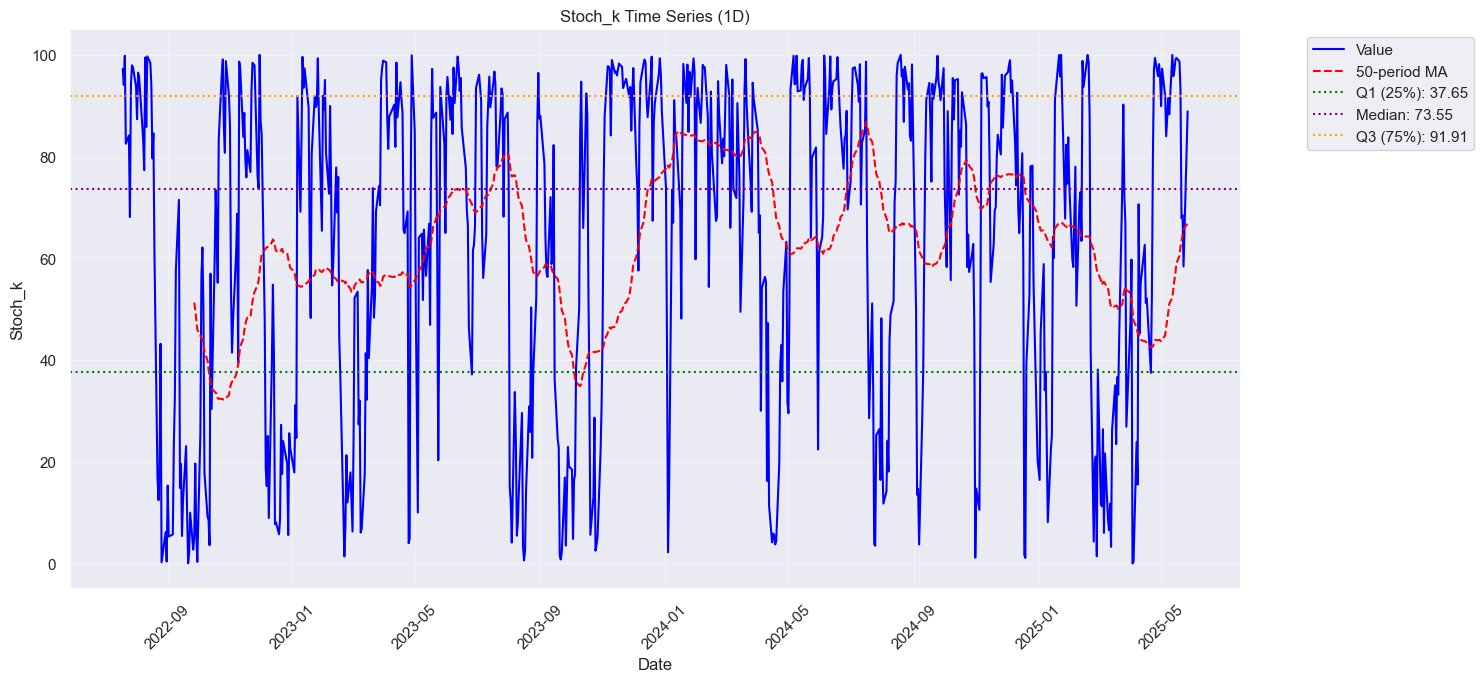 Stoch_k Time Series (1D)
Value
50-period MA
Q1 (25%): 37.65
Median: 73.55
Q3 (75%): 91.91
Stoch_k
100
80
60
40
20
0
2022-09
2023-01
2023-05
2023-09
2024-01
2024-05
2024-09
2025-01
2025-05
Date